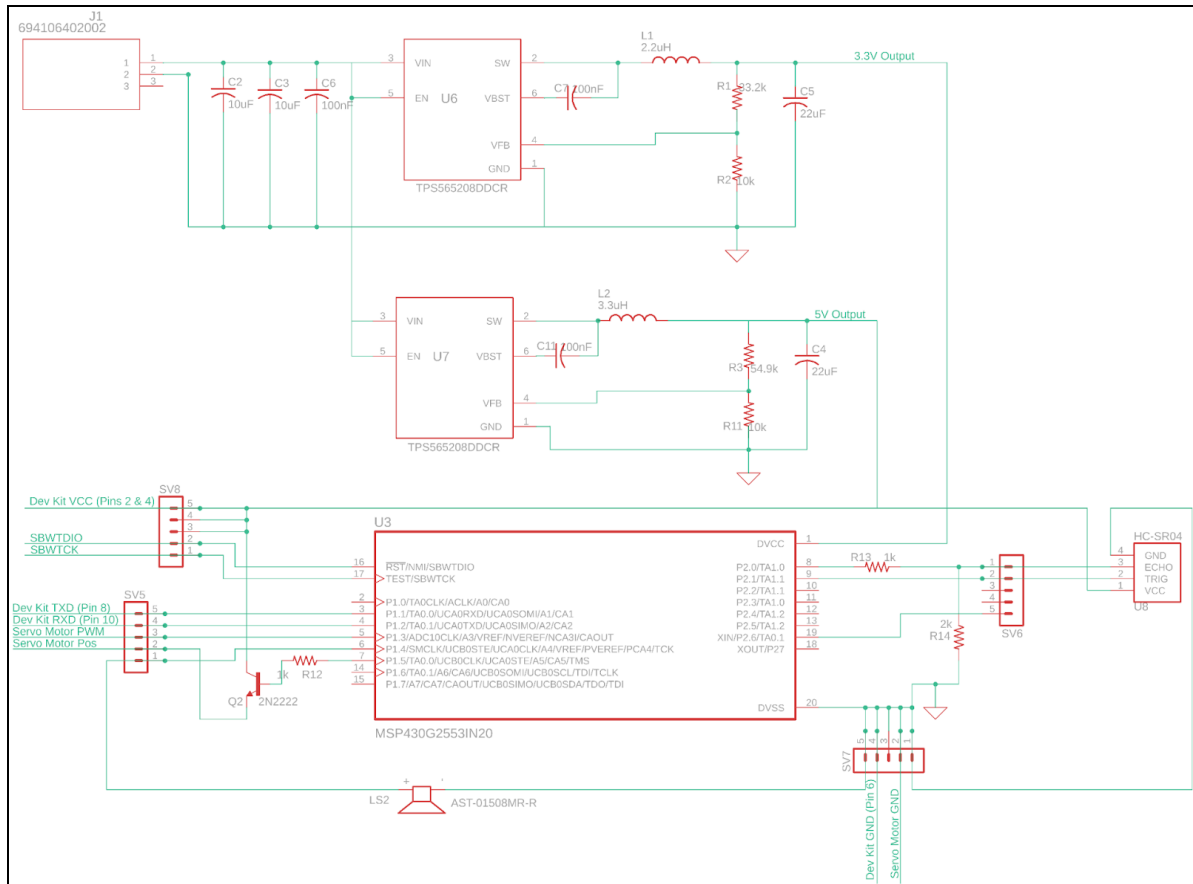 J1
694106402002
1
2
3
1
2
3
C2
10uF
C3
10uF
C6
100nF
3
5
VIN
EN
U6
SW
VBST
VFB
GND
2
6
4
1
TPS565208DDCR
L1
2.2uH
C7
100nF
R1
33.2k
R2
10k
C5
22uF
3.3V Output
3
5
VIN
EN
U7
SW
VBST
VFB
GND
2
6
4
1
TPS565208DDCR
L2
3.3uH
C11
100nF
R3
54.9k
R11
10k
C4
22uF
5V Output
SV8
Dev Kit VCC (Pins 2 & 4)
SBWTDIO
SBWTCK
5
4
3
2
1
SV5
Dev Kit TXD (Pin 8)
Dev Kit RXD (Pin 10)
Servo Motor PWM
Servo Motor Pos
5
4
3
2
1
Q2
2N2222
1k
R12
U3
16
RST/NMI/SBWTDIO
17
TEST/SBWTCK
2
P1.0/TA0CLK/ACLK/A0/CA0
3
P1.1/TA0.0/UCA0RXD/UCA0SOMI/A1/CA1
4
P1.2/TA0.1/UCA0TXD/UCA0SIMO/A2/CA2
5
P1.3/ADC10CLK/A3/VREF/NVEREF/NCA3I/CAOUT
6
P1.4/SMCLK/UCB0STE/UCA0CLK/A4/VREF/PVEREF/PCA4/TCK
7
P1.5/TA0.0/UCB0CLK/UCA0STE/A5/CA5/TMS
14
P1.6/TA0.1/A6/CA6/UCB0SOMI/UCB0SCL/TDI/TCLK
15
P1.7/A7/CA7/CAOUT/UCB0SIMO/UCB0SDA/TDO/TDI
DVCC
1
P2.0/TA1.0
8
P2.1/TA1.1
9
P2.2/TA1.1
10
P2.3/TA1.0
11
P2.4/TA1.2
12
P2.5/TA1.2
13
XIN/P2.6/TA0.1
19
XOUT/P27
18
DVSS
20
MSP430G2553IN20
R13
1k
2k
R14
1
2
3
4
5
SV6
HC-SR04
4
GND
3
ECHO
2
TRIG
1
VCC
U8
SV7
5
4
3
2
1
Dev Kit GND (Pin 6)
Servo Motor GND
LS2
+
-
AST-01508MR-R